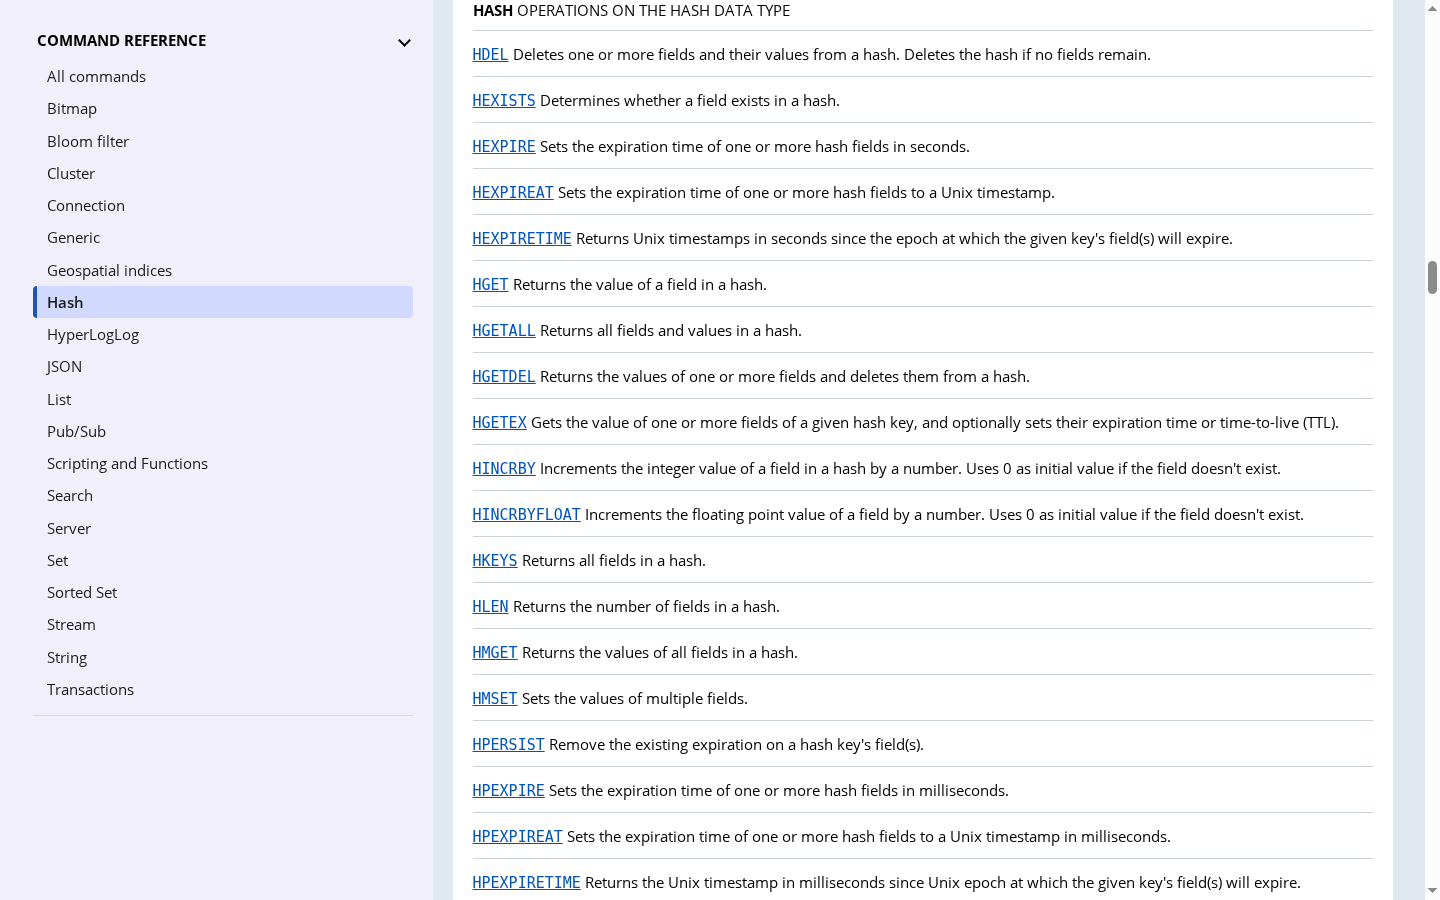 COMMAND REFERENCE
All commands
Bitmap
Bloom filter
Cluster
Connection
Generic
Geospatial indices
Hash
HyperLogLog
JSON
List
Pub/Sub
Scripting and Functions
Search
Server
Set
Sorted Set
Stream
String
Transactions
HASH OPERATIONS ON THE HASH DATA TYPE
HDEL Deletes one or more fields and their values from a hash. Deletes the hash if no fields remain.
HEXISTS Determines whether a field exists in a hash.
HEXPIRE Sets the expiration time of one or more hash fields in seconds.
HEXPIREAT Sets the expiration time of one or more hash fields to a Unix timestamp.
HEXPIRETIME Returns Unix timestamps in seconds since the epoch at which the given key's field(s) will expire.
HGET Returns the value of a field in a hash.
HGETALL Returns all fields and values in a hash.
HGETDEL Returns the values of one or more fields and deletes them from a hash.
HGETEX Gets the value of one or more fields of a given hash key, and optionally sets their expiration time or time-to-live (TTL).
HINCRBY Increments the integer value of a field in a hash by a number. Uses 0 as initial value if the field doesn't exist.
HINCRBYFLOAT Increments the floating point value of a field by a number. Uses 0 as initial value if the field doesn't exist.
HKEYS Returns all fields in a hash.
HLEN Returns the number of fields in a hash.
HMGET Returns the values of all fields in a hash.
HMSET Sets the values of multiple fields.
HPERSIST Remove the existing expiration on a hash key's field(s).
HPEXPIRE Sets the expiration time of one or more hash fields in milliseconds.
HPEXPIREAT Sets the expiration time of one or more hash fields to a Unix timestamp in milliseconds.
HPEXPIRETIME Returns the Unix timestamp in milliseconds since Unix epoch at which the given key's field(s) will expire.